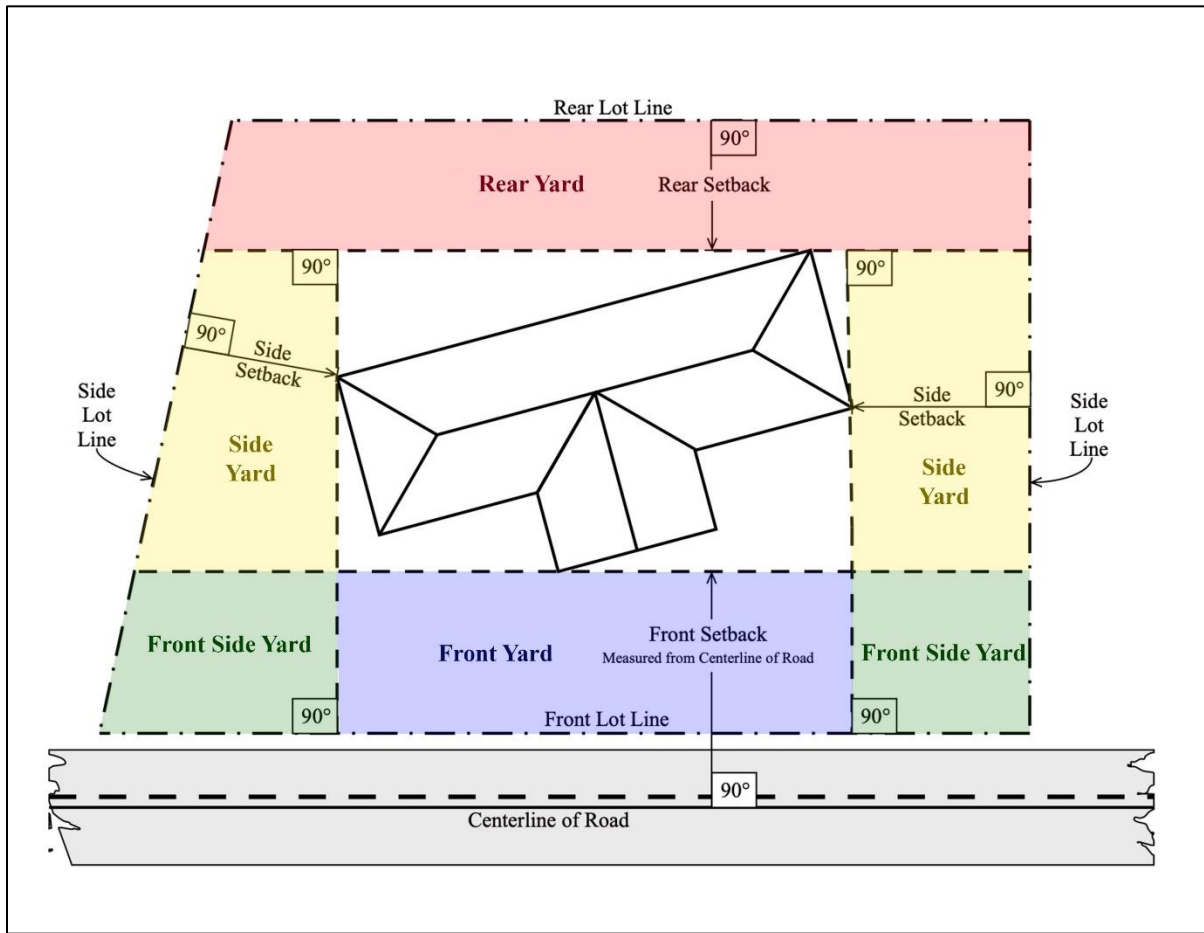 Rear Lot Line
90°
Rear Yard
Rear Setback
90°
90°
90°
Side
Setback
90°
Side
Setback
Side
Lot
Line
Side
Lot
Line
Side
Yard
Side
Yard
Front Side Yard
Front Yard
Front Setback
Measured from Centerline of Road
Front Side Yard
90°
Front Lot Line
90°
90°
Centerline of Road